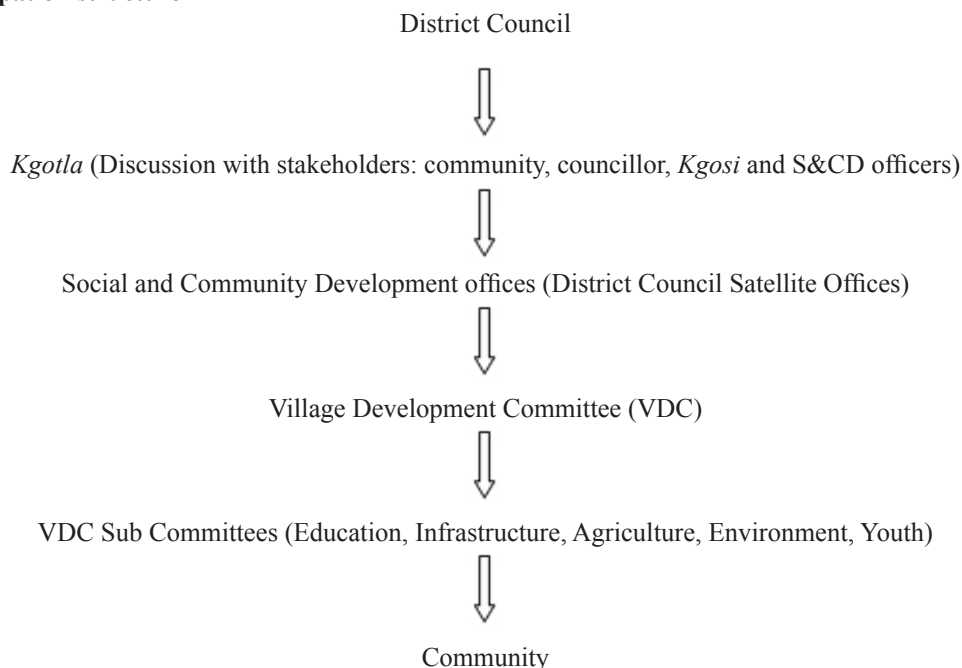 District Council
Kgotla (Discussion with stakeholders: community, councillor, Kgosi and S&CD officers)
Social and Community Development offices (District Council Satellite Offices)
Village Development Committee (VDC)
VDC Sub Committees (Education, Infrastructure, Agriculture, Environment, Youth)
Community